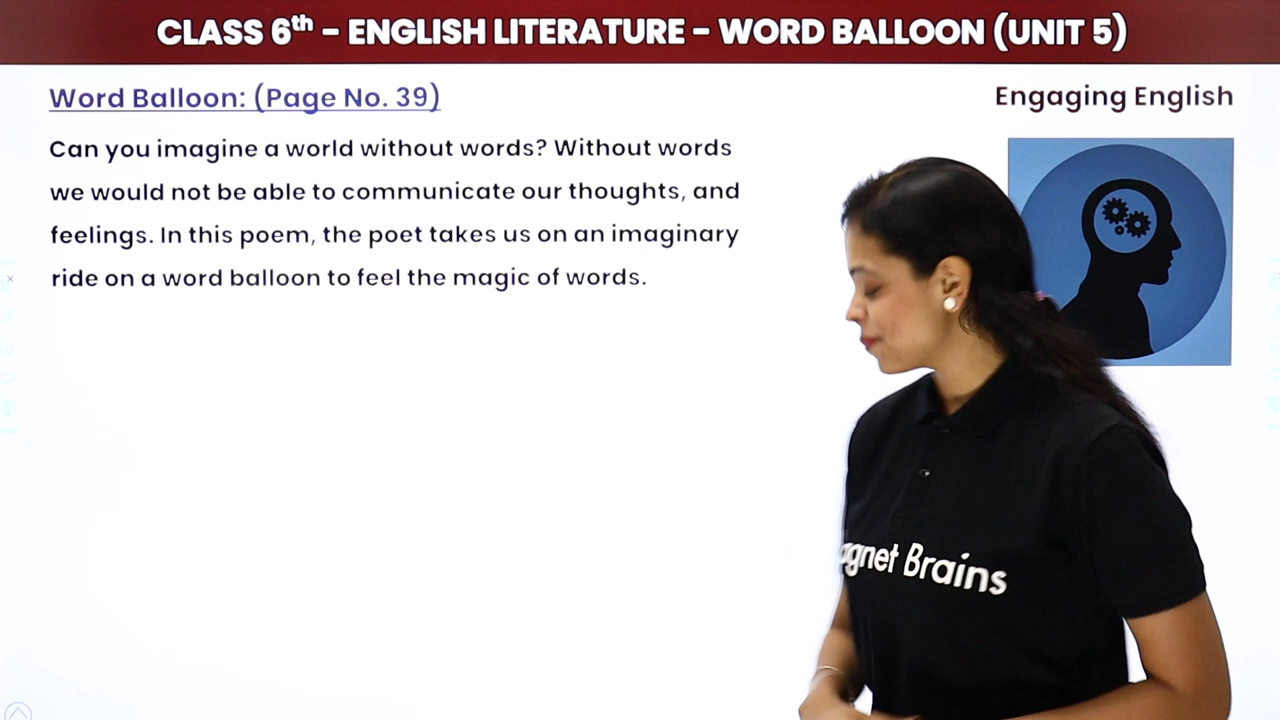 CLASS 6th – ENGLISH LITERATURE – WORD BALLOON (UNIT 5)
Word Balloon: (Page No. 39)
Engaging English
Can you imagine a world without words? Without words
we would not be able to communicate our thoughts, and
feelings. In this poem, the poet takes us on an imaginary
ride on a word balloon to feel the magic of words.
agnet Brains